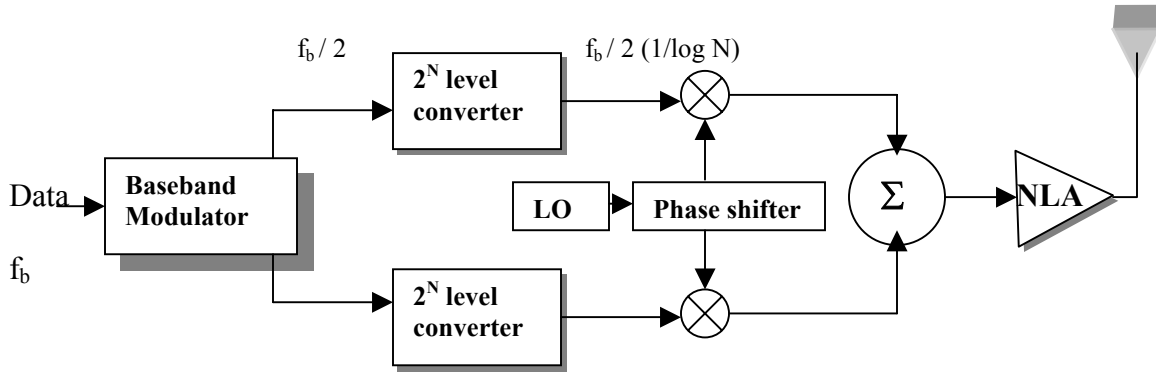 f_b / 2
f_b / 2 (1/log N)
2^N level
converter
Data
Baseband
Modulator
f_b
LO
Phase shifter
Σ
NLA
2^N level
converter